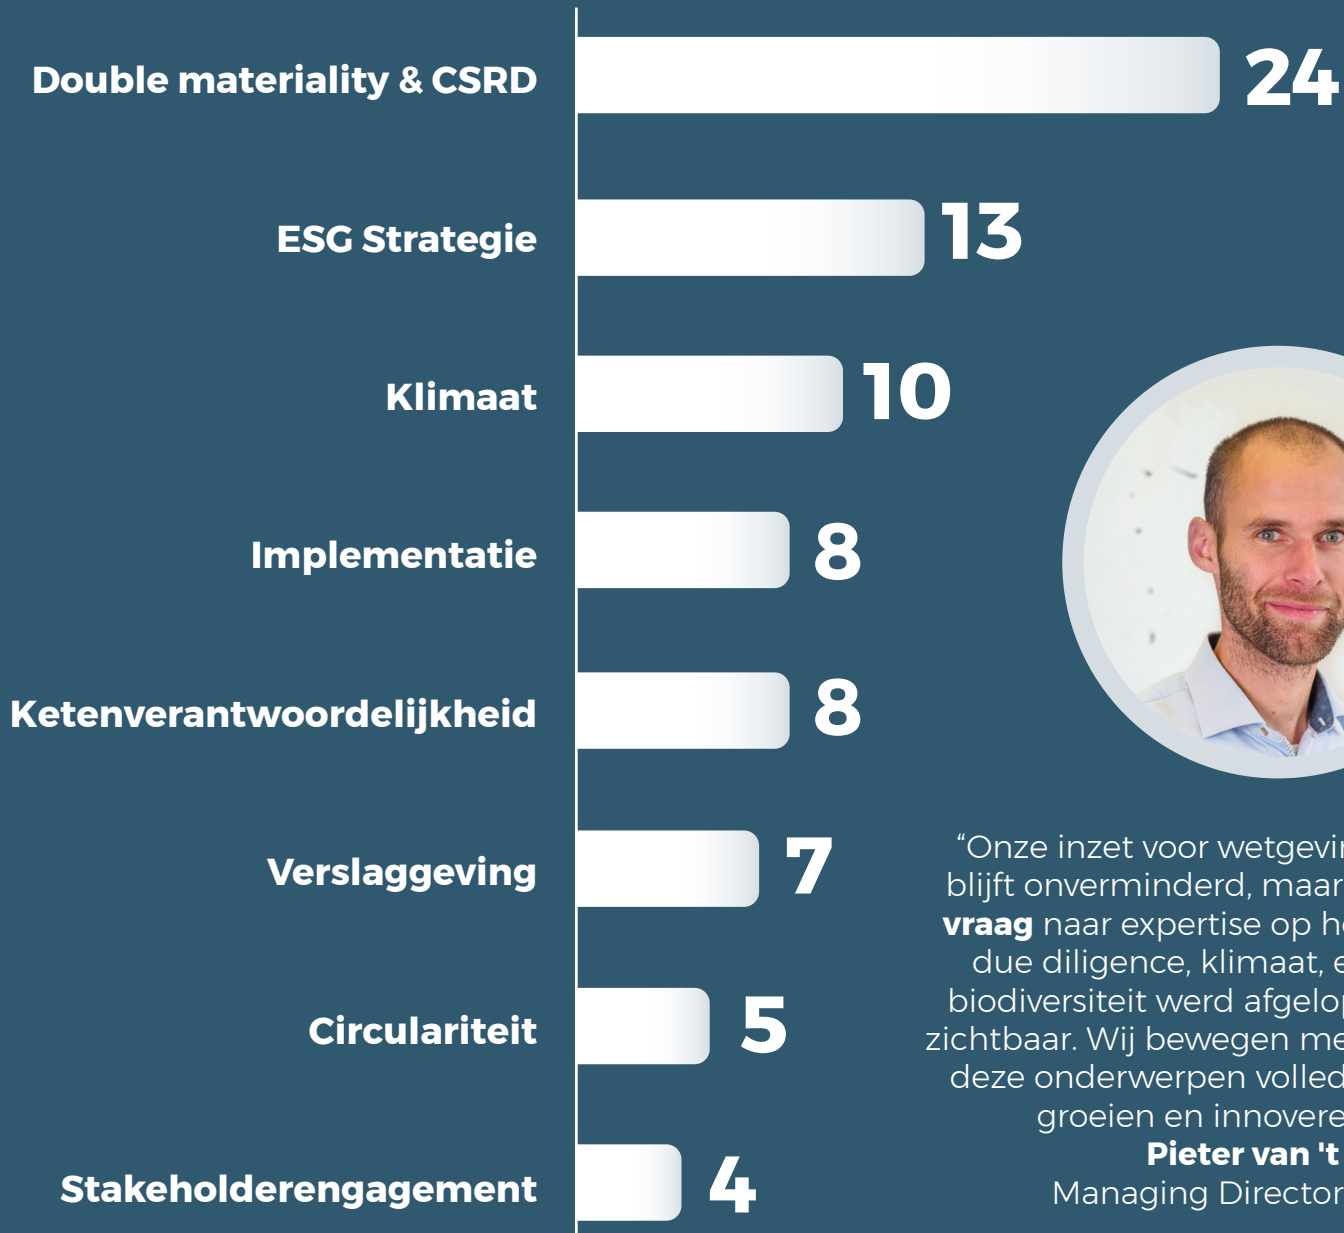 Double materiality & CSRD 24
ESG Strategie 13
Klimaat 10
Implementatie 8
Ketenverantwoordelijkheid 8
Verslaggeving 7
Circulariteit 5
Stakeholderengagement 4
“Onze inzet voor
blijft onverminderd, maar
vraag naar expertise op
due diligence, klimaat,
biodiversiteit werd
zichtbaar. Wij bewegen
deze onderwerpen
groeien en
Pieter van 't
Managing Director